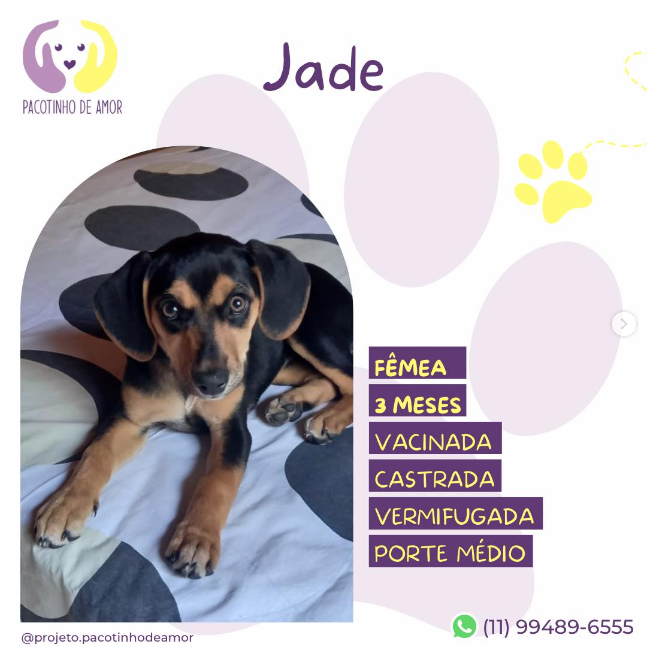 PACOTINHO DE AMOR
Jade
FÊMEA
3 MESES
VACINADA
CASTRADA
VERMIFUGADA
PORTE MÉDIO
@projeto.pacotinhodeamor
(11) 99489-6555